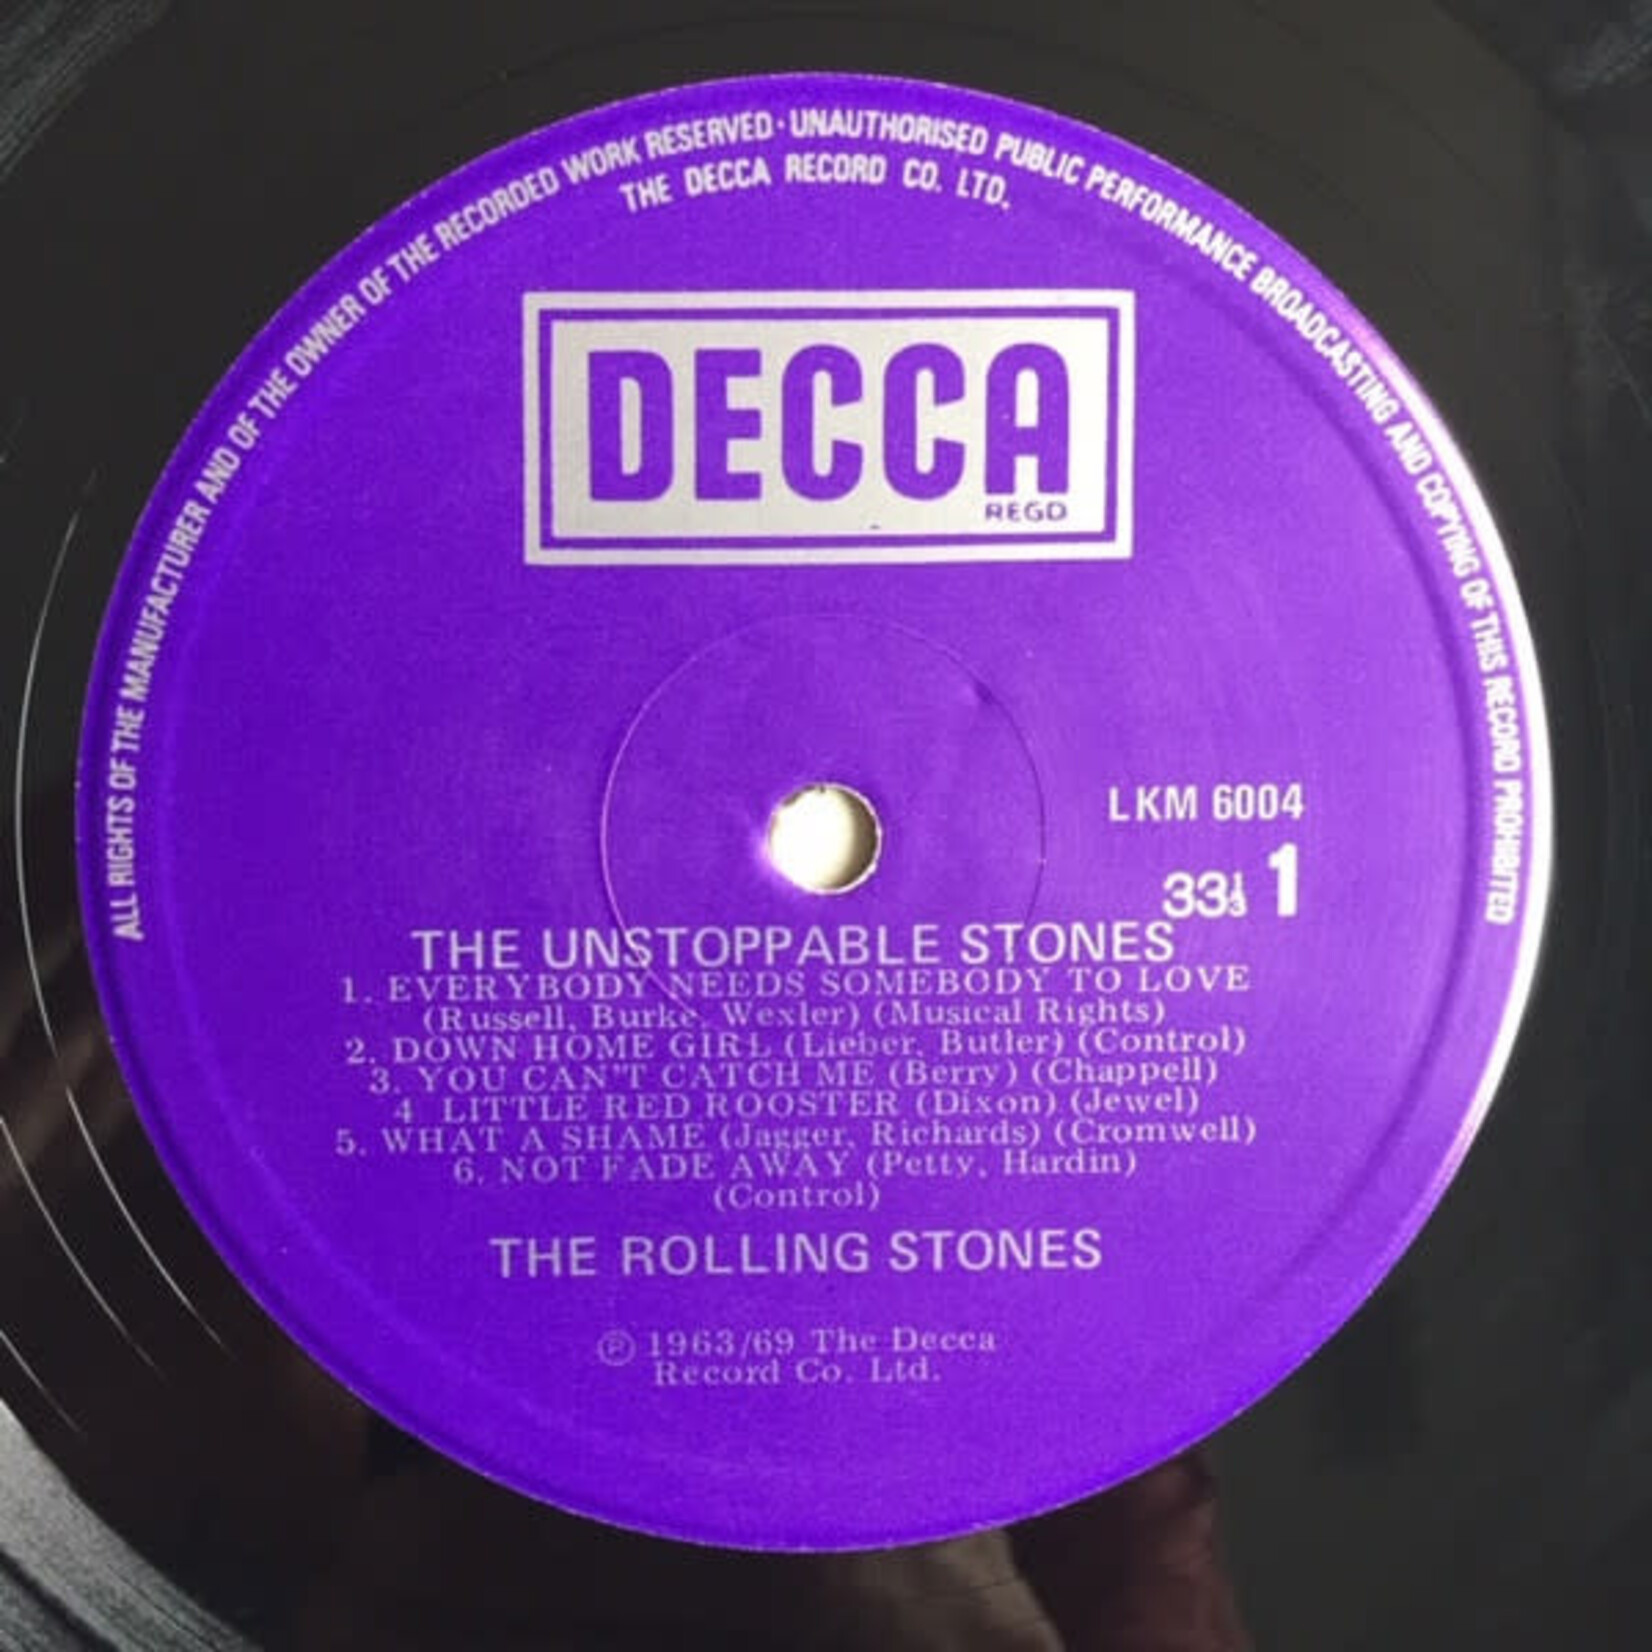 ALL RIGHTS OF THE MANUFACTURER AND OF THE OWNER OF THE RECORDED WORK RESERVED · UNAUTHORISED PUBLIC PERFORMANCE BROADCASTING AND COPYING OF THIS RECORD PROHIBITED
THE DECCA RECORD CO. LTD.
DECCA
REGD
LKM 6004
33⅓ 1
THE UNSTOPPABLE STONES
1. EVERYBODY NEEDS SOMEBODY TO LOVE
(Russell, Burke, Wexler) (Musical Rights)
2. DOWN HOME GIRL (Lieber, Butler) (Control)
3. YOU CAN'T CATCH ME (Berry) (Chappell)
4 LITTLE RED ROOSTER (Dixon) (Jewel)
5. WHAT A SHAME (Jagger, Richards) (Cromwell)
6. NOT FADE AWAY (Petty, Hardin)
(Control)
THE ROLLING STONES
Ⓟ 1963/69 The Decca
Record Co. Ltd.